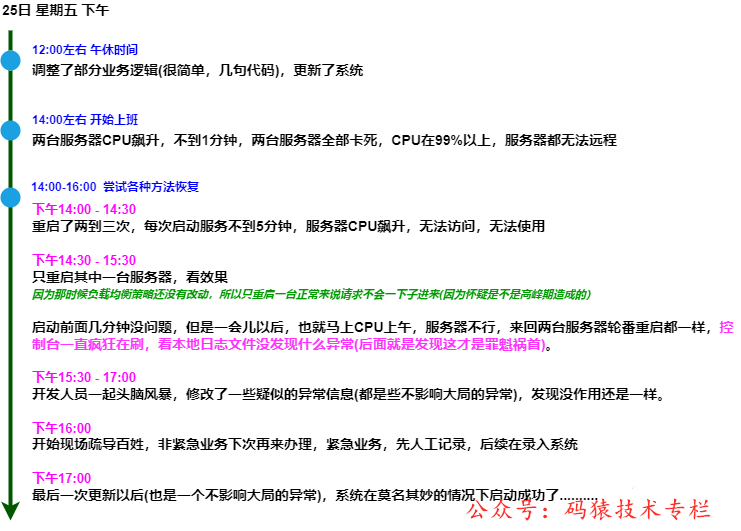 25日 星期五 下午
12:00左右 午休时间
调整了部分业务逻辑(很简单，几句代码)，更新了系统
14:00左右 开始上班
两台服务器CPU飙升，不到1分钟，两台服务器全部卡死，CPU在99%以上，服务器都无法远程
14:00-16:00 尝试各种方法恢复
下午14:00 - 14:30
重启了两到三次，每次启动服务不到5分钟，服务器CPU飙升，无法访问，无法使用
下午14:30 - 15:30
只重启其中一台服务器，看效果
因为那时候负载均衡策略还没有改动，所以只重启一台正常来说请求不会一下子进来(因为怀疑是不是高峰期造成的)
启动前面几分钟没问题，但是一会儿以后，也就马上CPU上午，服务器不行，来回两台服务器轮番重启都一样，控
制台一直疯狂在刷，看本地日志文件没发现什么异常(后面就是发现这才是罪魁祸首)。
下午15:30 - 17:00
开发人员一起头脑风暴，修改了一些疑似的异常信息(都是些不影响大局的异常)，发现没作用还是一样。
下午16:00
开始现场疏导百姓，非紧急业务下次再来办理，紧急业务，先人工记录，后续在录入系统
下午17:00
最后一次更新以后(也是一个不影响大局的异常)，系统在莫名其妙的情况下启动成功了..........
公众号：码猿技术专栏